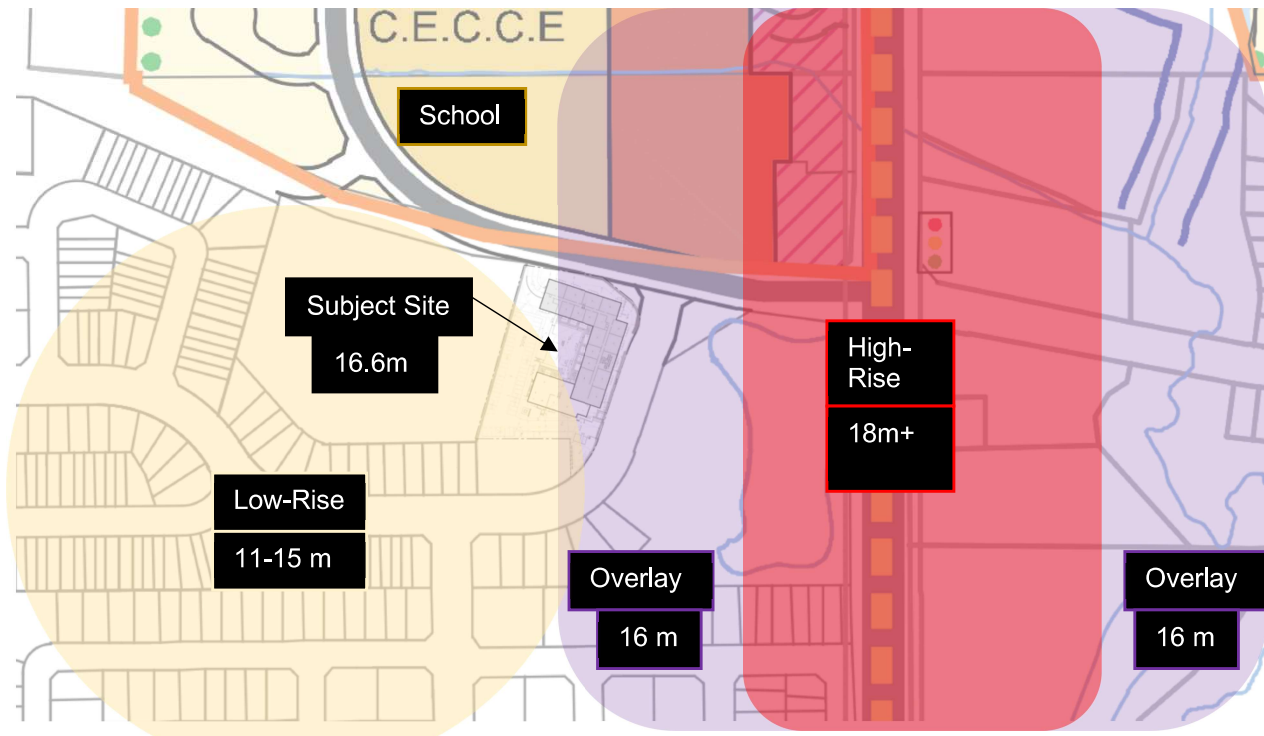 C.E.C.C.E
School
Subject Site
16.6m
High-
Rise
18m+
Low-Rise
11-15 m
Overlay
16 m
Overlay
16 m